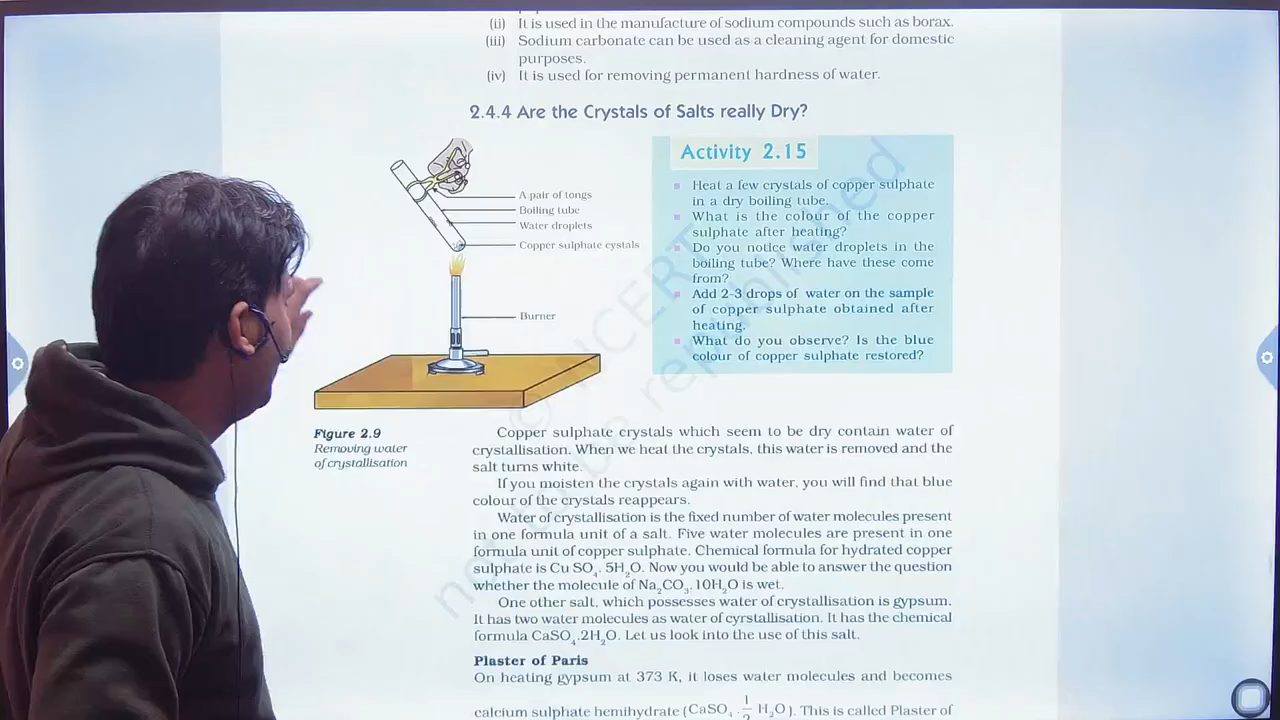 (ii) It is used in the manufacture of sodium compounds such as borax.
(iii) Sodium carbonate can be used as a cleaning agent for domestic
purposes.
(iv) It is used for removing permanent hardness of water.
2.4.4 Are the Crystals of Salts really Dry?
A pair of tongs
Boiling tube
Water droplets
Copper sulphate cystals
Burner
Figure 2.9
Removing water
of crystallisation
Activity 2.15
Heat a few crystals of copper sulphate
in a dry boiling tube.
What is the colour of the copper
sulphate after heating?
Do you notice water droplets in the
boiling tube? Where have these come
from?
Add 2-3 drops of water on the sample
of copper sulphate obtained after
heating.
What do you observe? Is the blue
colour of copper sulphate restored?
Copper sulphate crystals which seem to be dry contain water of
crystallisation. When we heat the crystals, this water is removed and the
salt turns white.
If you moisten the crystals again with water, you will find that blue
colour of the crystals reappears.
Water of crystallisation is the fixed number of water molecules present
in one formula unit of a salt. Five water molecules are present in one
formula unit of copper sulphate. Chemical formula for hydrated copper
sulphate is Cu SO₄. 5H₂O. Now you would be able to answer the question
whether the molecule of Na₂CO₃.10H₂O is wet.
One other salt, which possesses water of crystallisation is gypsum.
It has two water molecules as water of cyrstallisation. It has the chemical
formula CaSO₄.2H₂O. Let us look into the use of this salt.
Plaster of Paris
On heating gypsum at 373 K, it loses water molecules and becomes
calcium sulphate hemihydrate (CaSO₄.½ H₂O). This is called Plaster of
© NCERT
not to be republished